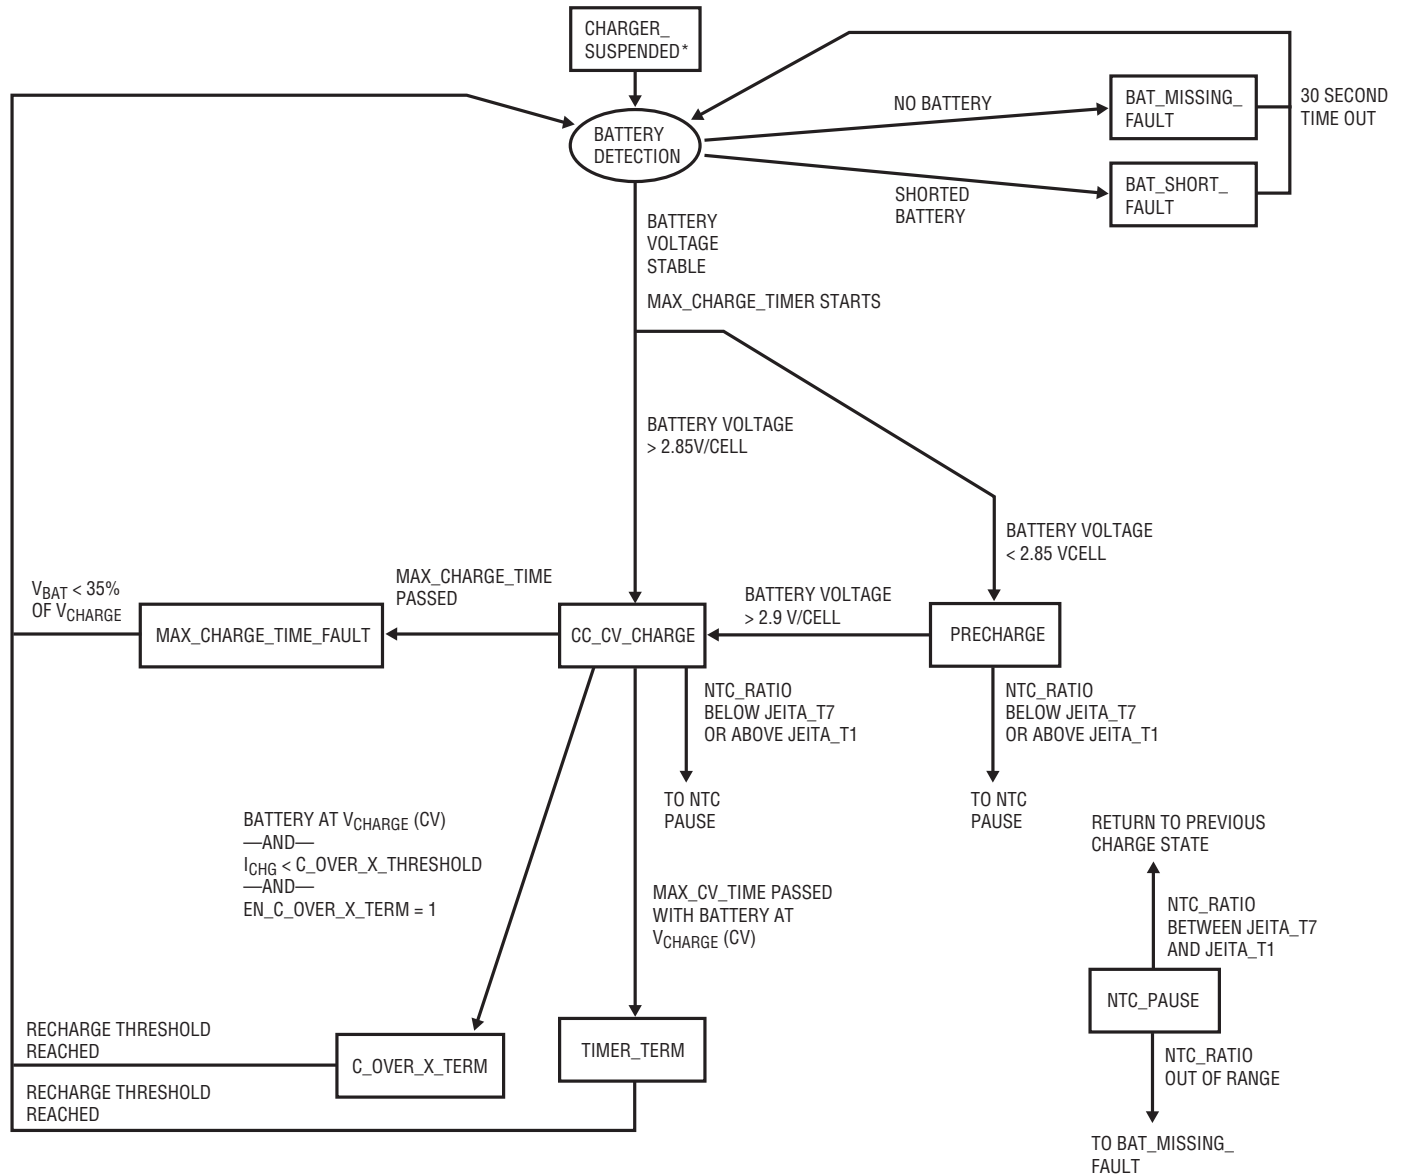 CHARGER_
SUSPENDED*
BATTERY
DETECTION
NO BATTERY
BAT_MISSING_
FAULT
30 SECOND
TIME OUT
SHORTED
BATTERY
BAT_SHORT_
FAULT
BATTERY
VOLTAGE
STABLE
MAX_CHARGE_TIMER STARTS
BATTERY VOLTAGE
> 2.85V/CELL
BATTERY VOLTAGE
< 2.85 VCELL
VBAT < 35%
OF VCHARGE
MAX_CHARGE_TIME_FAULT
MAX_CHARGE_TIME
PASSED
CC_CV_CHARGE
BATTERY VOLTAGE
> 2.9 V/CELL
PRECHARGE
NTC_RATIO
BELOW JEITA_T7
OR ABOVE JEITA_T1
TO NTC
PAUSE
NTC_RATIO
BELOW JEITA_T7
OR ABOVE JEITA_T1
TO NTC
PAUSE
BATTERY AT VCHARGE (CV)
—AND—
ICHG < C_OVER_X_THRESHOLD
—AND—
EN_C_OVER_X_TERM = 1
MAX_CV_TIME PASSED
WITH BATTERY AT
VCHARGE (CV)
RETURN TO PREVIOUS
CHARGE STATE
NTC_RATIO
BETWEEN JEITA_T7
AND JEITA_T1
NTC_PAUSE
NTC_RATIO
OUT OF RANGE
TO BAT_MISSING_
FAULT
RECHARGE THRESHOLD
REACHED
C_OVER_X_TERM
TIMER_TERM
RECHARGE THRESHOLD
REACHED